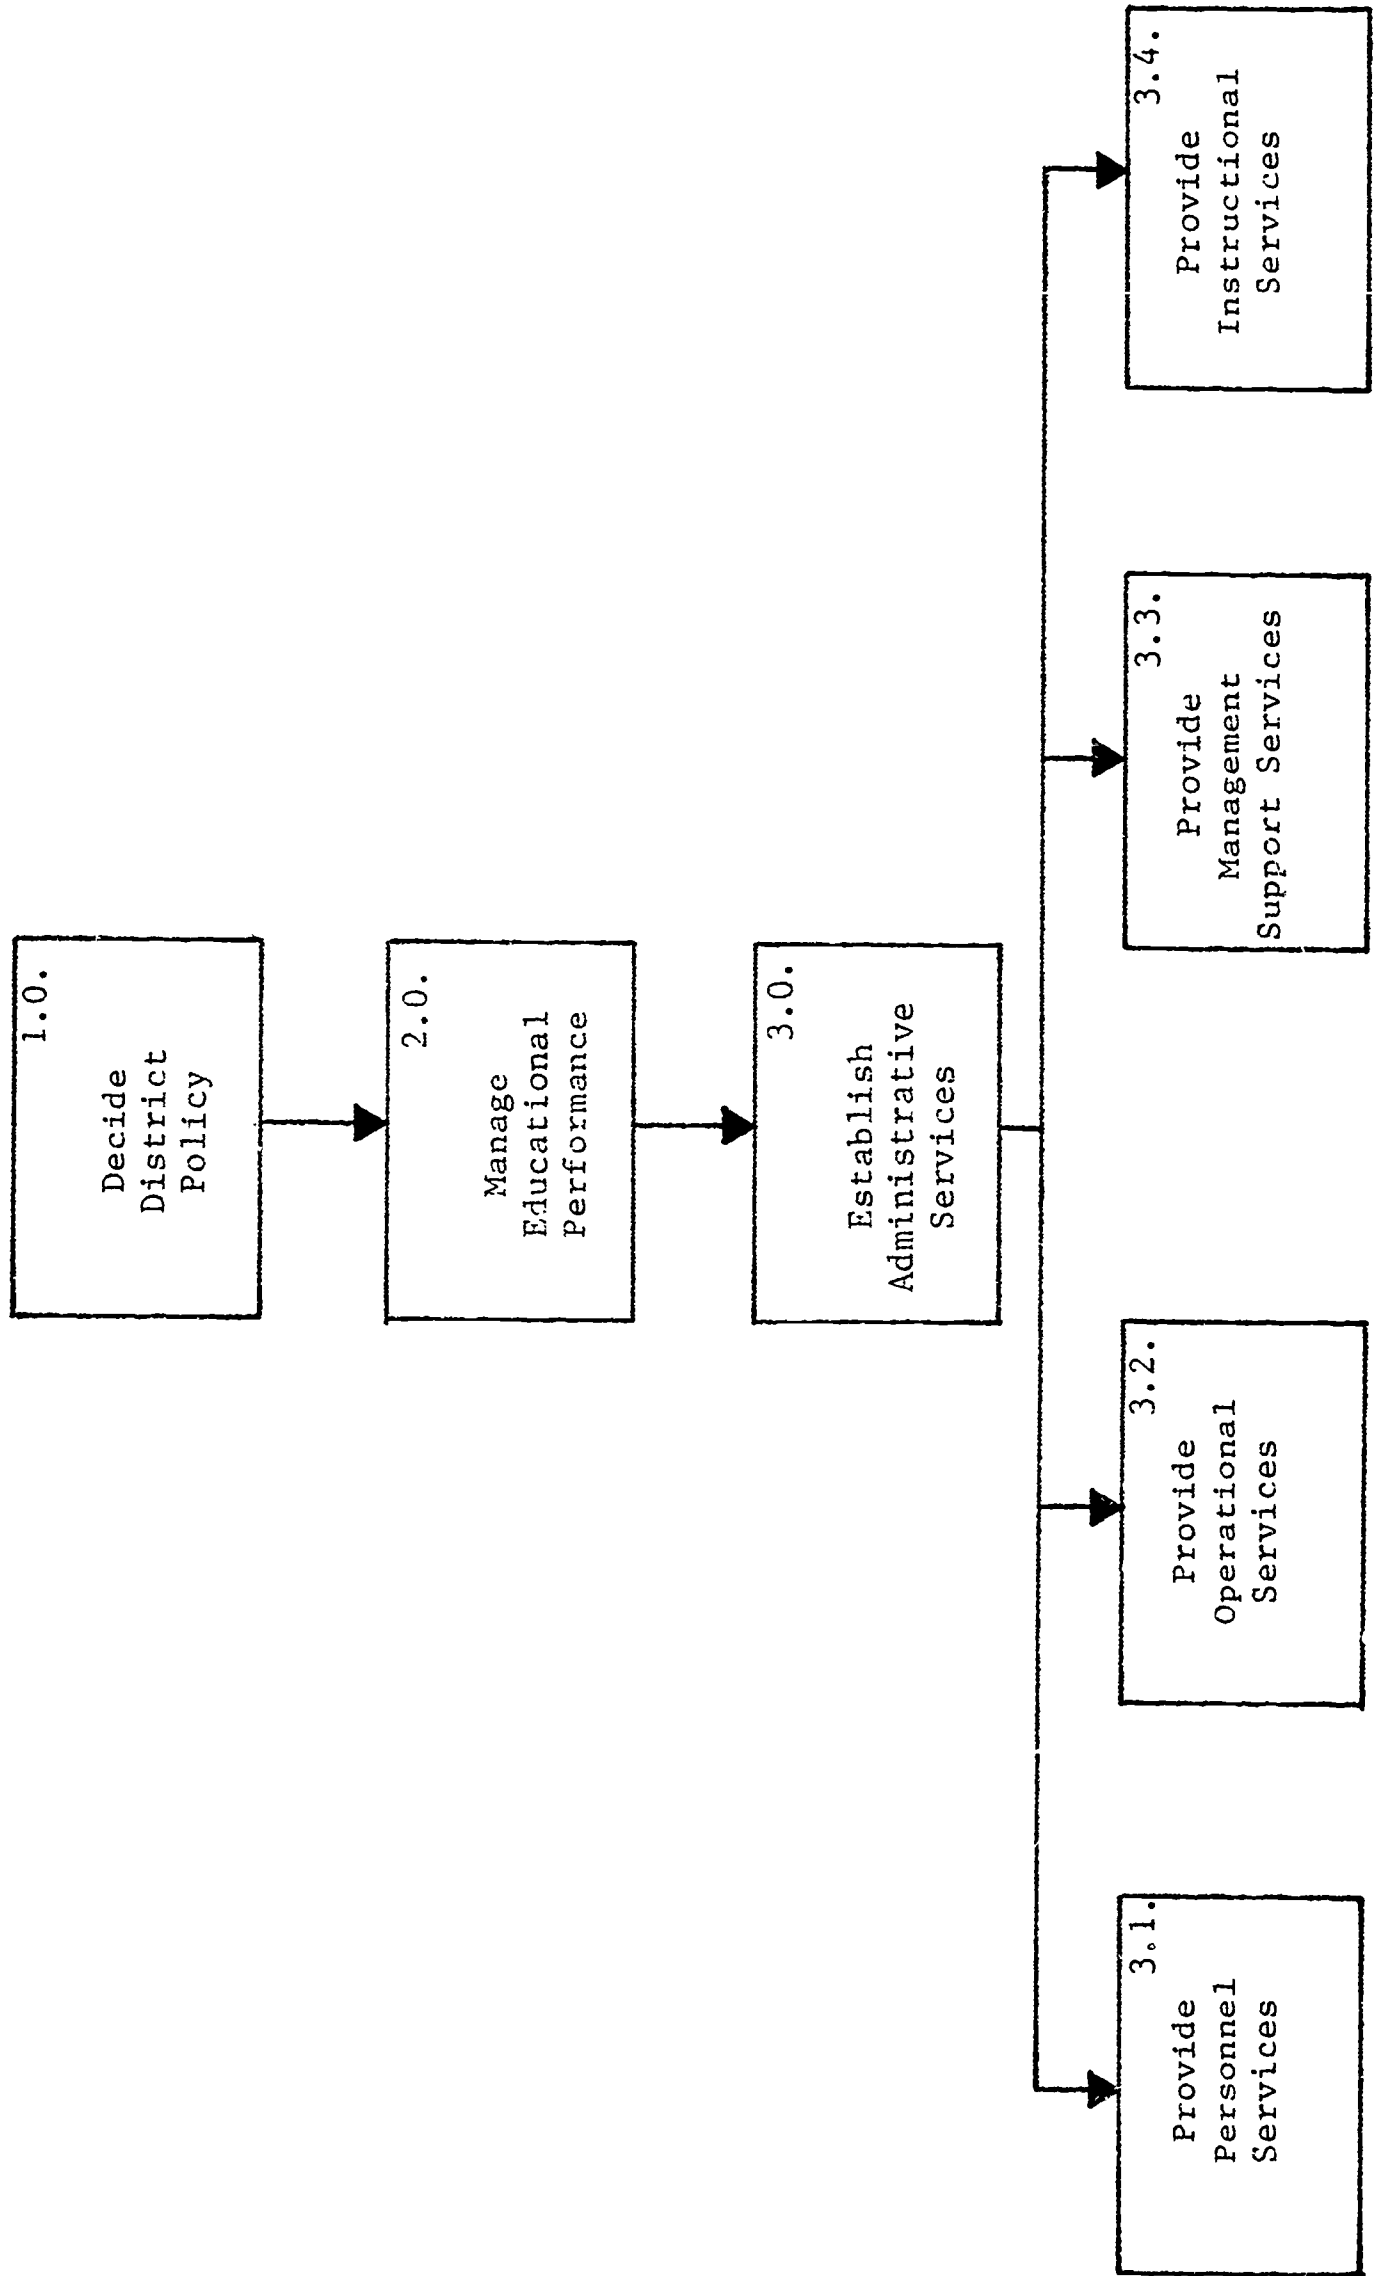 1.0.
Decide
District
Policy
2.0.
Manage
Educational
Performance
3.0.
Establish
Administrative
Services
3.1.
Provide
Personnel
Services
3.2.
Provide
Operational
Services
3.3.
Provide
Management
Support Services
3.4.
Provide
Instructional
Services